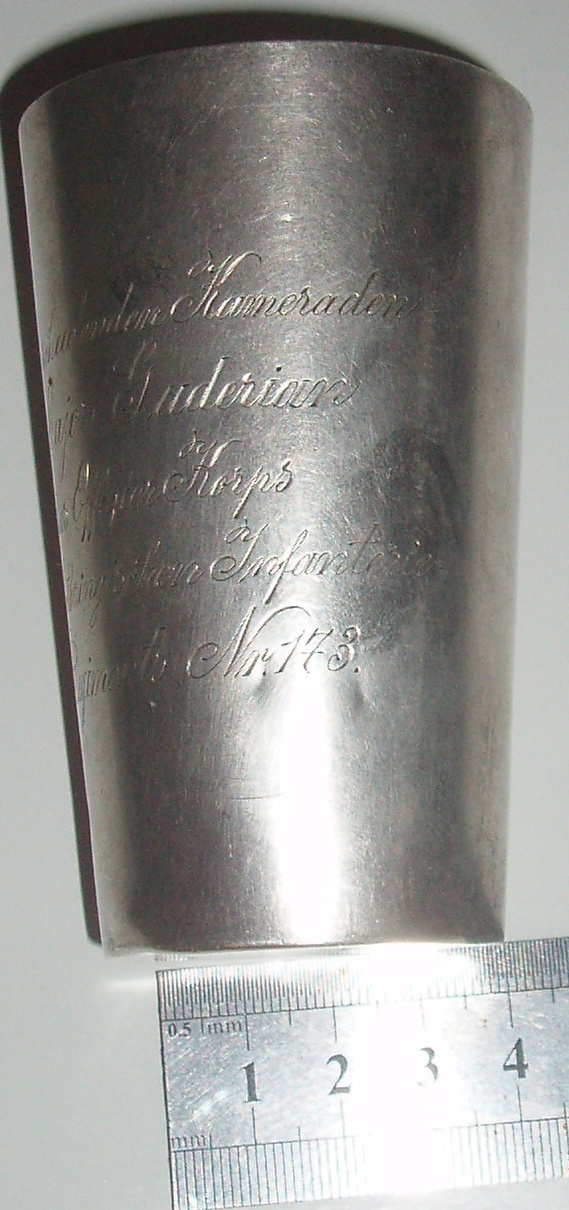 Kameraden
Guderian
Offizier Korps
Infanterie
Nr. 173.
0.5 mm
1 2 3 4
mm